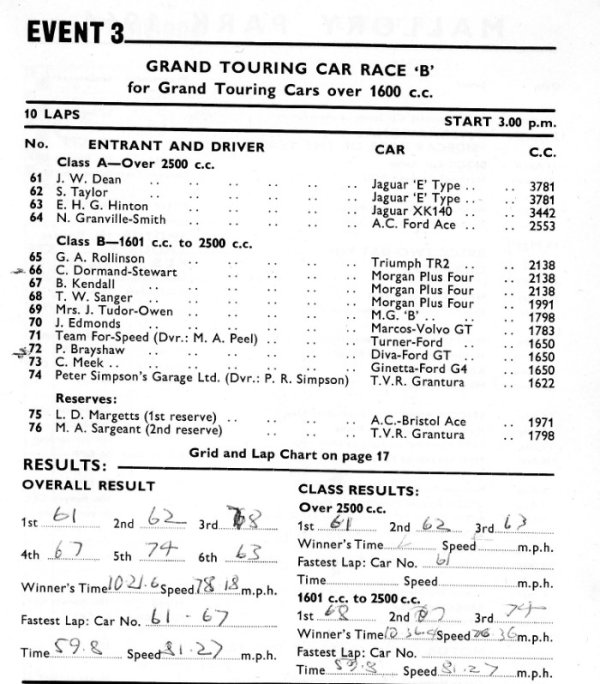 EVENT 3
GRAND TOURING CAR RACE 'B'
for Grand Touring Cars over 1600 c.c.
10 LAPS START 3.00 p.m.
No. ENTRANT AND DRIVER CAR C.C.
Class A—Over 2500 c.c.
61 J. W. Dean .. .. .. .. .. Jaguar 'E' Type .. .. 3781
62 S. Taylor .. .. .. .. .. Jaguar 'E' Type .. .. 3781
63 E. H. G. Hinton .. .. .. .. Jaguar XK140 .. .. 3442
64 N. Granville-Smith .. .. .. .. A.C. Ford Ace .. .. 2553
Class B—1601 c.c. to 2500 c.c.
65 G. A. Rollinson .. .. .. .. Triumph TR2 .. .. 2138
66 C. Dormand-Stewart .. .. .. Morgan Plus Four .. 2138
67 B. Kendall .. .. .. .. .. Morgan Plus Four .. 2138
68 T. W. Sanger .. .. .. .. Morgan Plus Four .. 1991
69 Mrs. J. Tudor-Owen .. .. .. .. M.G. 'B' .. .. .. 1798
70 J. Edmonds .. .. .. .. .. Marcos-Volvo GT .. 1783
71 Team For-Speed (Dvr.: M. A. Peel) .. .. Turner-Ford .. .. 1650
72 P. Brayshaw .. .. .. .. Diva-Ford GT .. .. 1650
73 C. Meek .. .. .. .. .. Ginetta-Ford G4 .. 1650
74 Peter Simpson's Garage Ltd. (Dvr.: P. R. Simpson) T.V.R. Grantura .. 1622
Reserves:
75 L. D. Margetts (1st reserve) .. .. .. A.C.-Bristol Ace .. 1971
76 M. A. Sargeant (2nd reserve) .. .. .. T.V.R. Grantura .. 1798
Grid and Lap Chart on page 17
RESULTS:
OVERALL RESULT
1st 61 2nd 62 3rd 68
4th 67 5th 74 6th 63
Winner's Time 10.21.6 Speed 78.18 m.p.h.
Fastest Lap: Car No. 61 - 67
Time 59.8 Speed 81.27 m.p.h.
CLASS RESULTS:
Over 2500 c.c.
1st 61 2nd 62 3rd 63
Winner's Time Speed m.p.h.
Fastest Lap: Car No. 61
Time Speed m.p.h.
1601 c.c. to 2500 c.c.
1st 68 2nd 67 3rd 74
Winner's Time 10 36 Speed 76 36 m.p.h.
Fastest Lap: Car No.
Time 59.8 Speed 81.27 m.p.h.